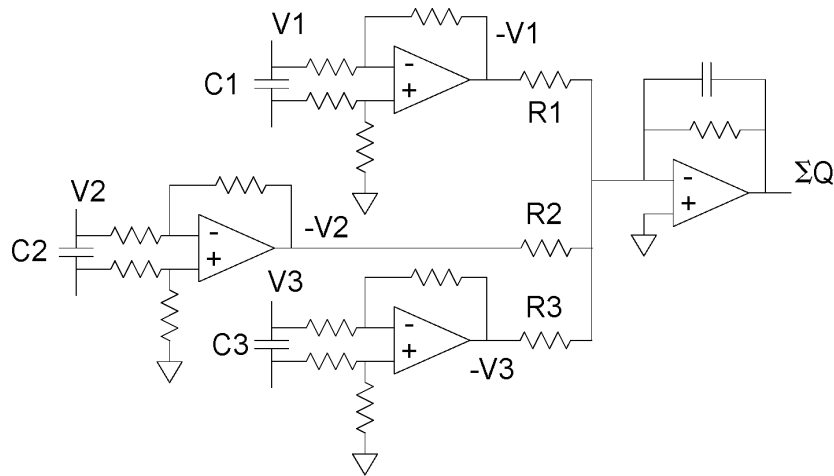 V1
-V1
-
+
C1
R1
-
+
ΣQ
V2
-
+
-V2
C2
R2
V3
R3
-
+
C3
-V3